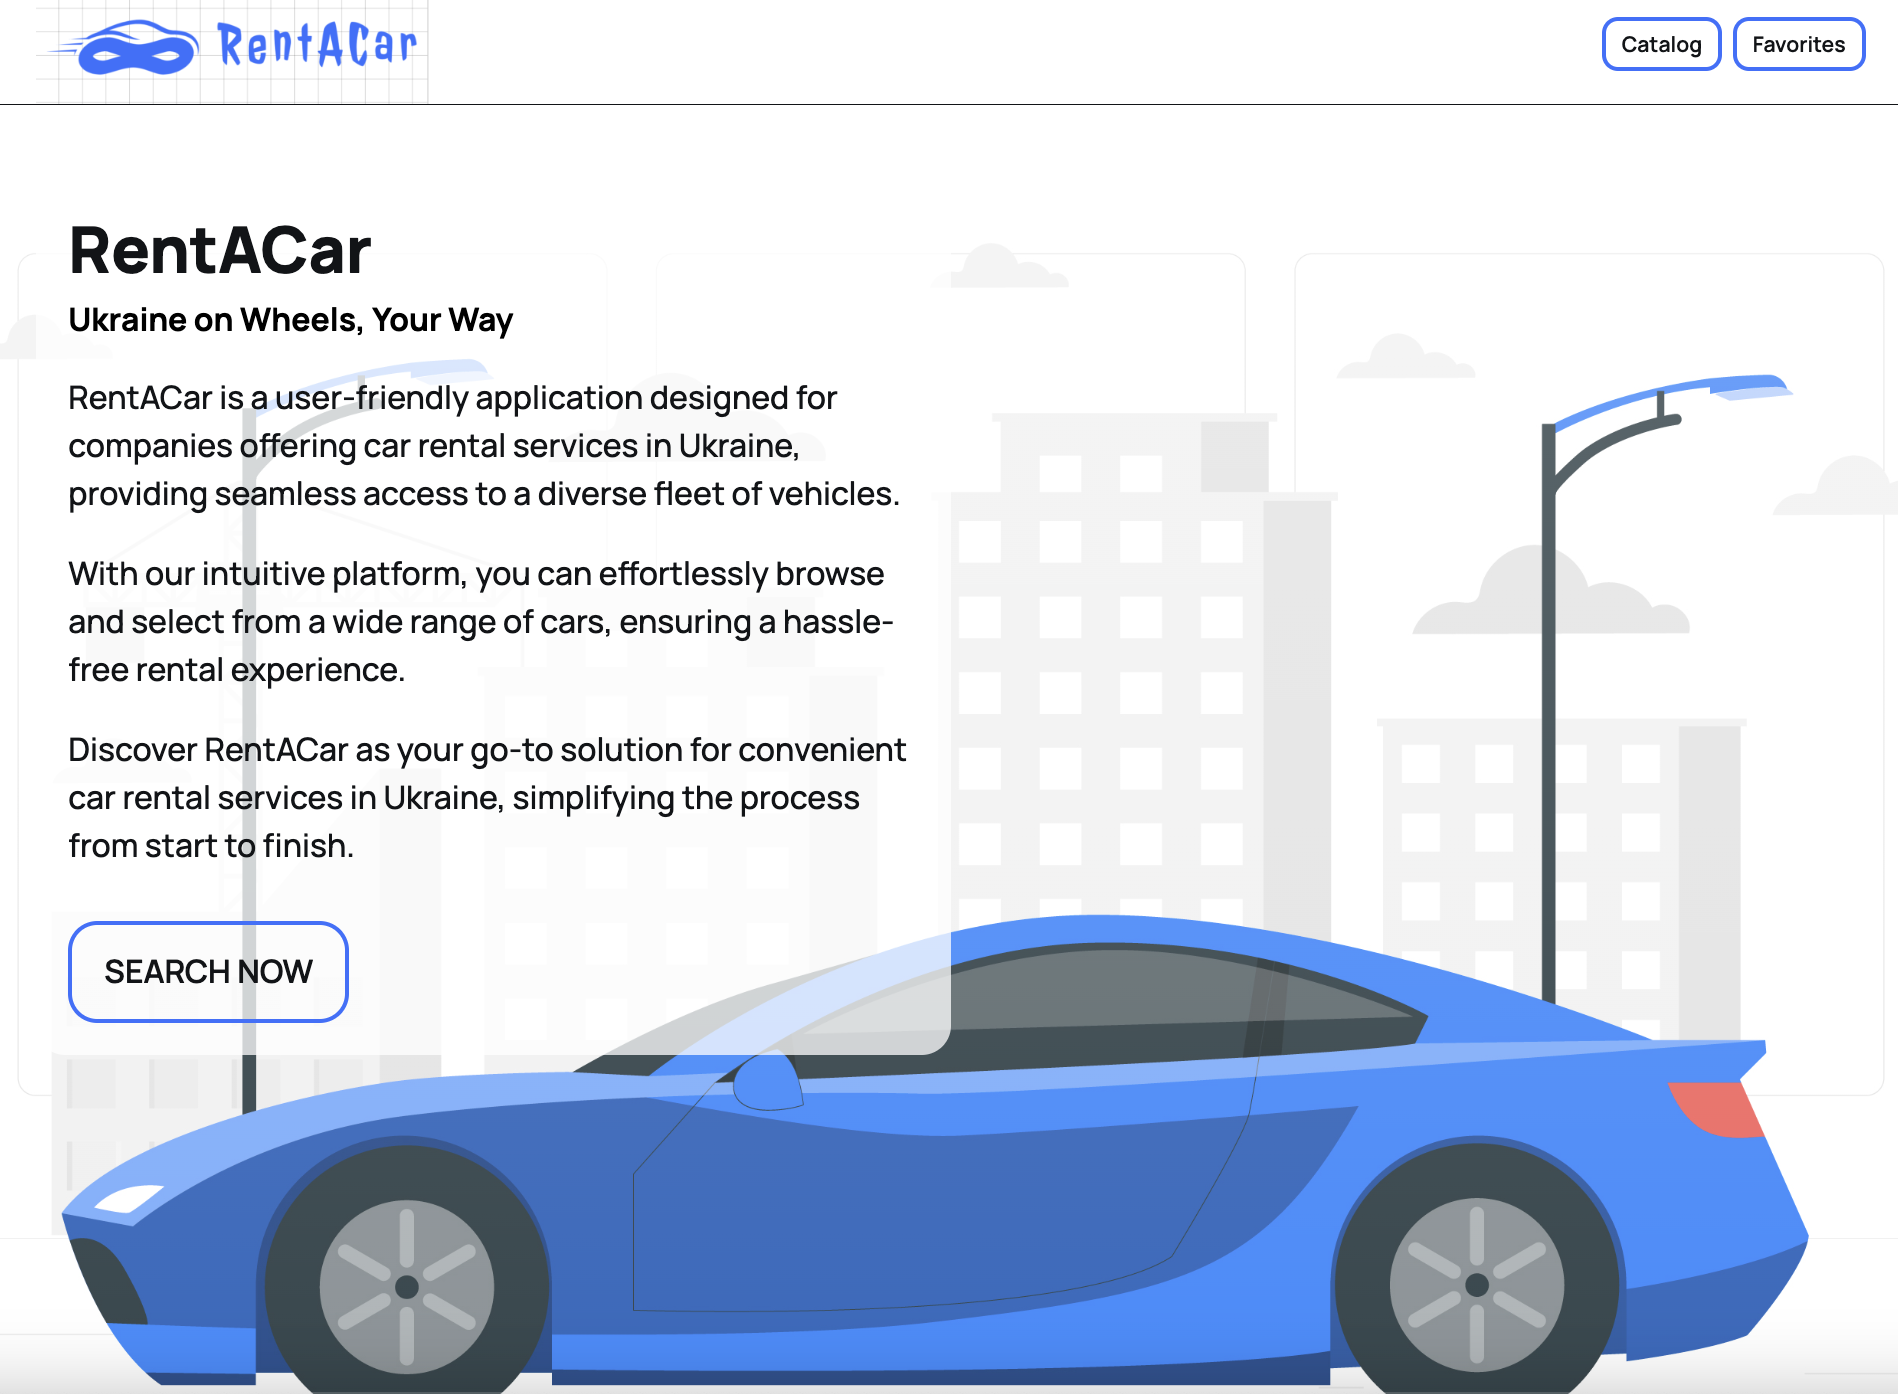 RentACar
Catalog
Favorites
RentACar
Ukraine on Wheels, Your Way
RentACar is a user-friendly application designed for
companies offering car rental services in Ukraine,
providing seamless access to a diverse fleet of vehicles.
With our intuitive platform, you can effortlessly browse
and select from a wide range of cars, ensuring a hassle-
free rental experience.
Discover RentACar as your go-to solution for convenient
car rental services in Ukraine, simplifying the process
from start to finish.
SEARCH NOW